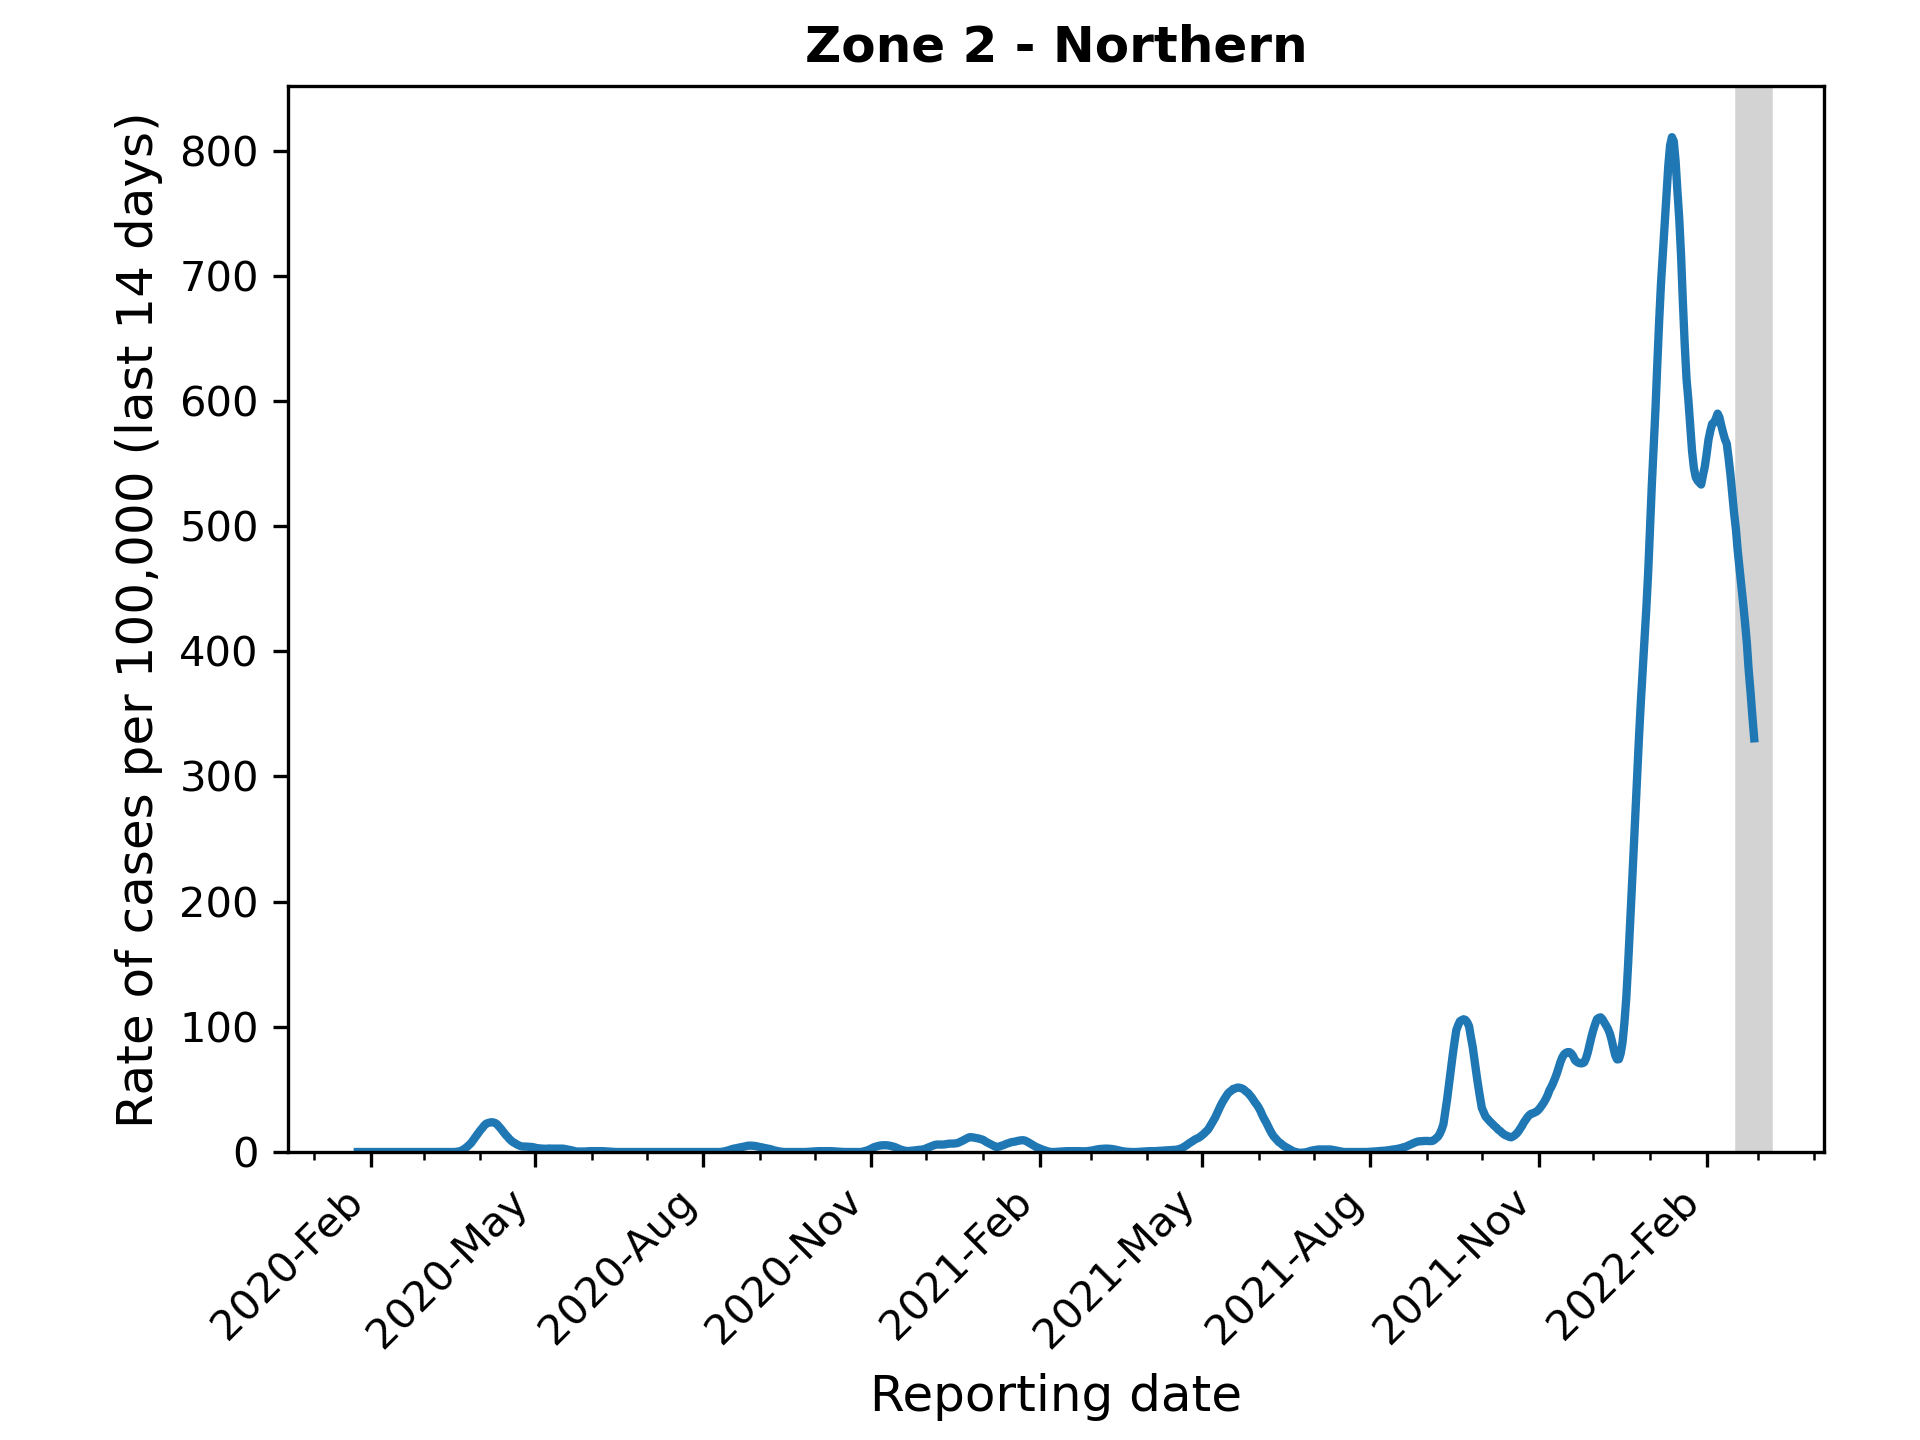 Zone 2 - Northern
Rate of cases per 100,000 (last 14 days)
800
700
600
500
400
300
200
100
0
2020-Feb
2020-May
2020-Aug
2020-Nov
2021-Feb
2021-May
2021-Aug
2021-Nov
2022-Feb
Reporting date